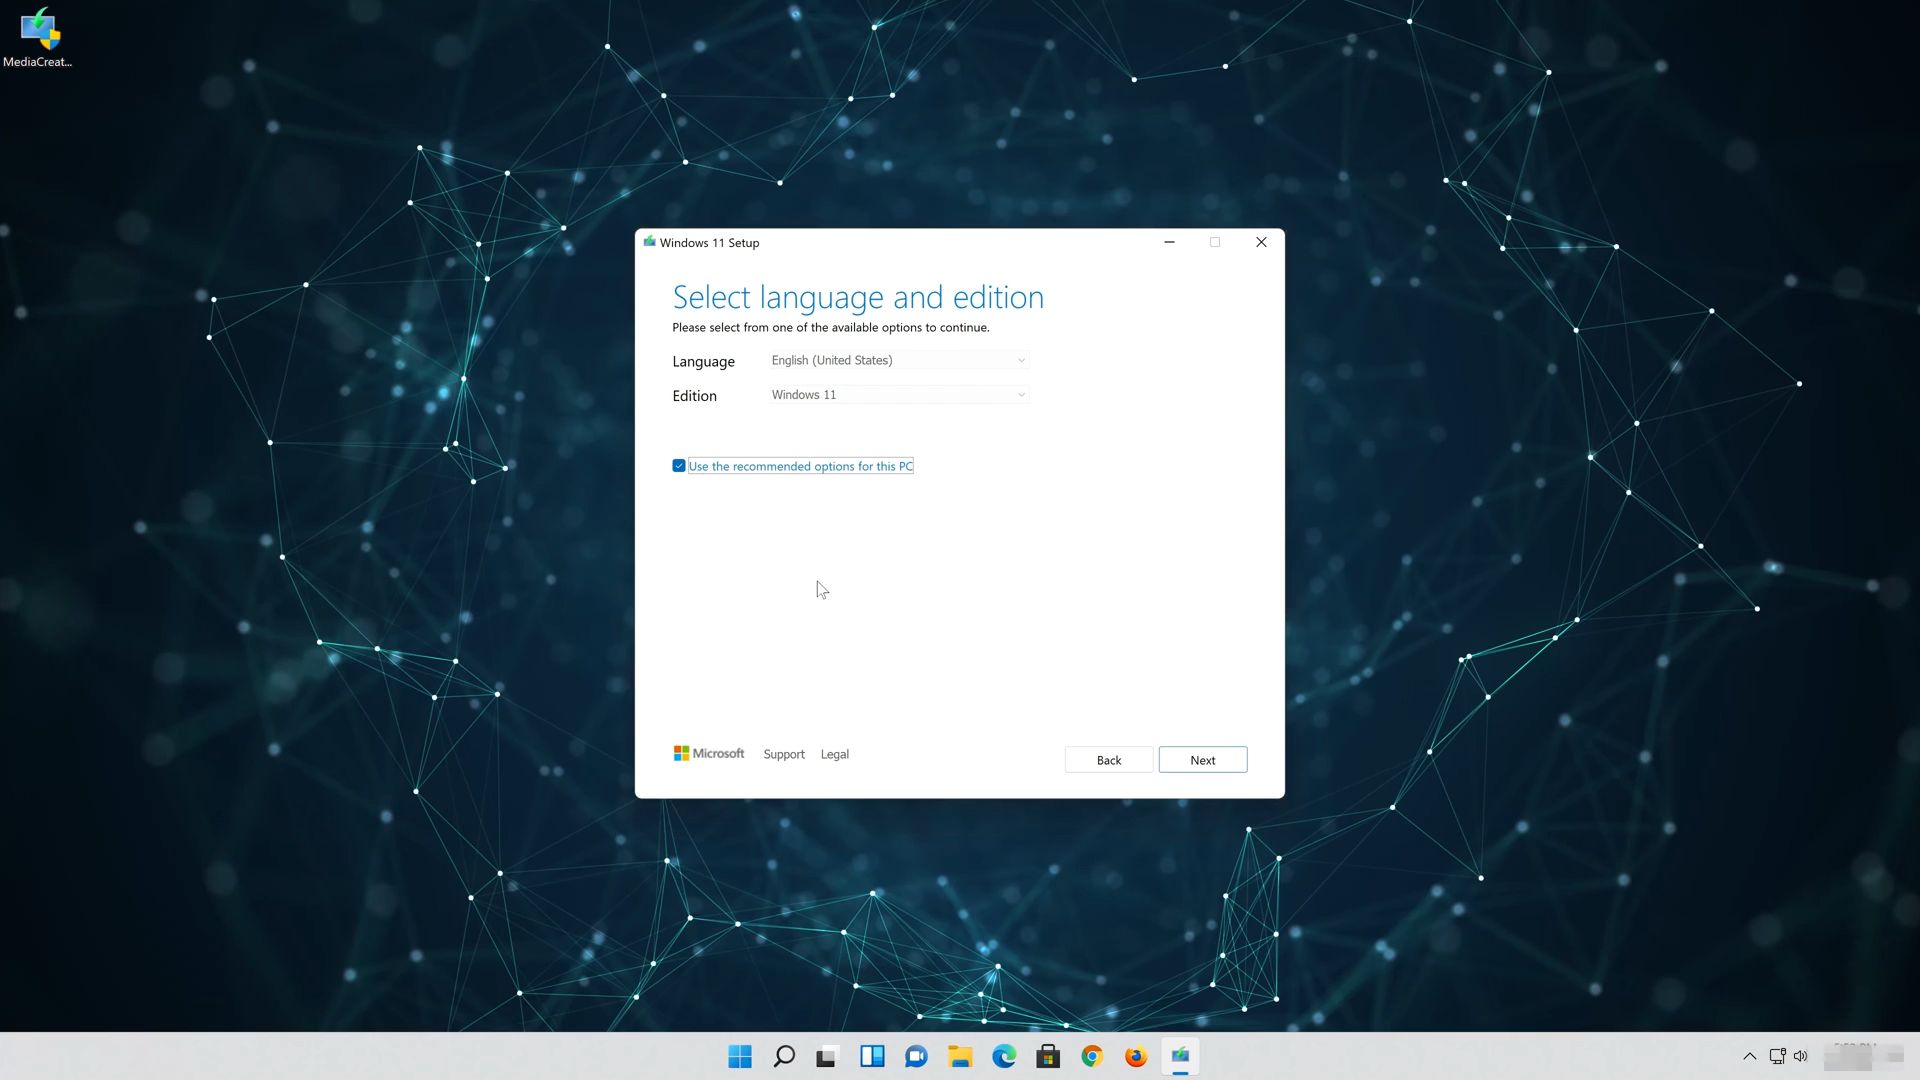 MediaCreat...
Windows 11 Setup
Select language and edition
Please select from one of the available options to continue.
Language English (United States)
Edition Windows 11
Use the recommended options for this PC
Microsoft Support Legal
Back Next